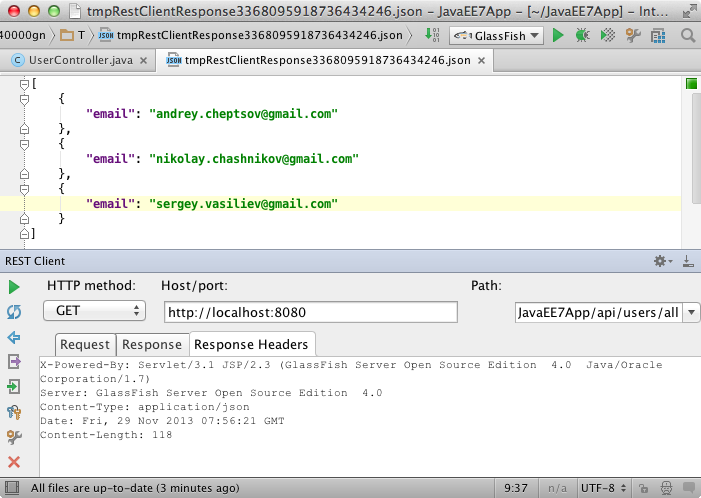 tmpRestClientResponse3368095918736434246.json - JavaEE7App - [~/JavaEE7App] - Int...
40000gn T tmpRestClientResponse3368095918736434246.json GlassFish
UserController.java tmpRestClientResponse3368095918736434246.json
[
{
"email": "andrey.cheptsov@gmail.com"
},
{
"email": "nikolay.chashnikov@gmail.com"
},
{
"email": "sergey.vasiliev@gmail.com"
}
]
REST Client
HTTP method: Host/port: Path:
GET http://localhost:8080 JavaEE7App/api/users/all
Request Response Response Headers
X-Powered-By: Servlet/3.1 JSP/2.3 (GlassFish Server Open Source Edition  4.0  Java/Oracle
Corporation/1.7)
Server: GlassFish Server Open Source Edition  4.0
Content-Type: application/json
Date: Fri, 29 Nov 2013 07:56:21 GMT
Content-Length: 118
All files are up-to-date (3 minutes ago) 9:37 n/a UTF-8